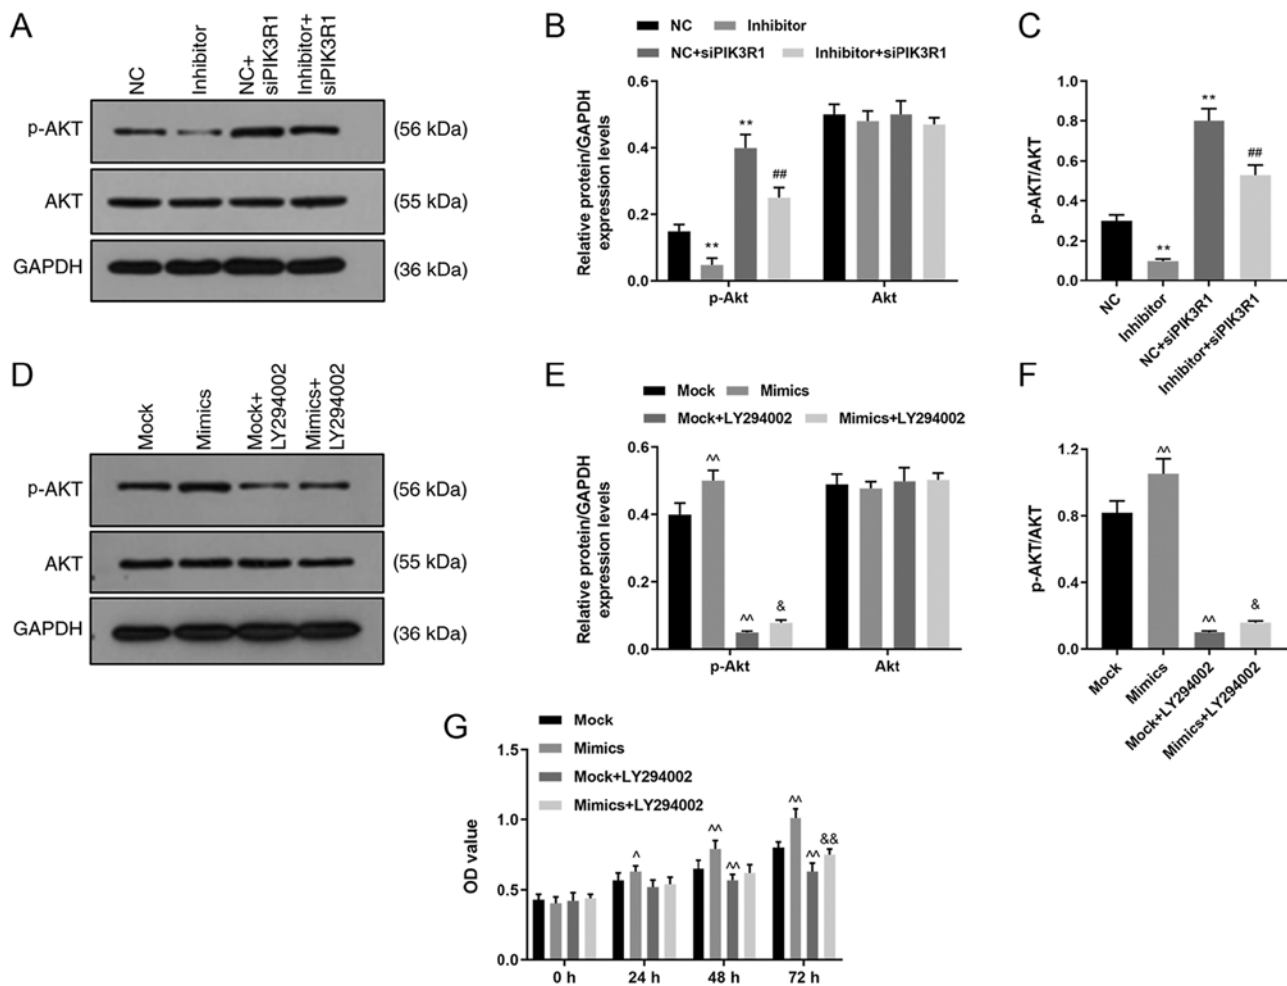 A
NC
Inhibitor
NC+
siPIK3R1
Inhibitor+
siPIK3R1
p-AKT
(56 kDa)
AKT
(55 kDa)
GAPDH
(36 kDa)
B
NC
Inhibitor
NC+siPIK3R1
Inhibitor+siPIK3R1
Relative protein/GAPDH
expression levels
0.6
0.4
0.2
0.0
**
**
##
p-Akt
Akt
C
p-AKT/AKT
1.0
0.8
0.6
0.4
0.2
0.0
**
**
##
NC
Inhibitor
NC+siPIK3R1
Inhibitor+siPIK3R1
D
Mock
Mimics
Mock+
LY294002
Mimics+
LY294002
p-AKT
(56 kDa)
AKT
(55 kDa)
GAPDH
(36 kDa)
E
Mock
Mimics
Mock+LY294002
Mimics+LY294002
Relative protein/GAPDH
expression levels
0.6
0.4
0.2
0.0
^^
^^
&
p-Akt
Akt
F
p-AKT/AKT
1.2
0.8
0.4
0.0
^^
^^
&
Mock
Mimics
Mock+LY294002
Mimics+LY294002
G
Mock
Mimics
Mock+LY294002
Mimics+LY294002
OD value
1.5
1.0
0.5
0.0
^
^^
^^
^^
^^
&&
0 h
24 h
48 h
72 h